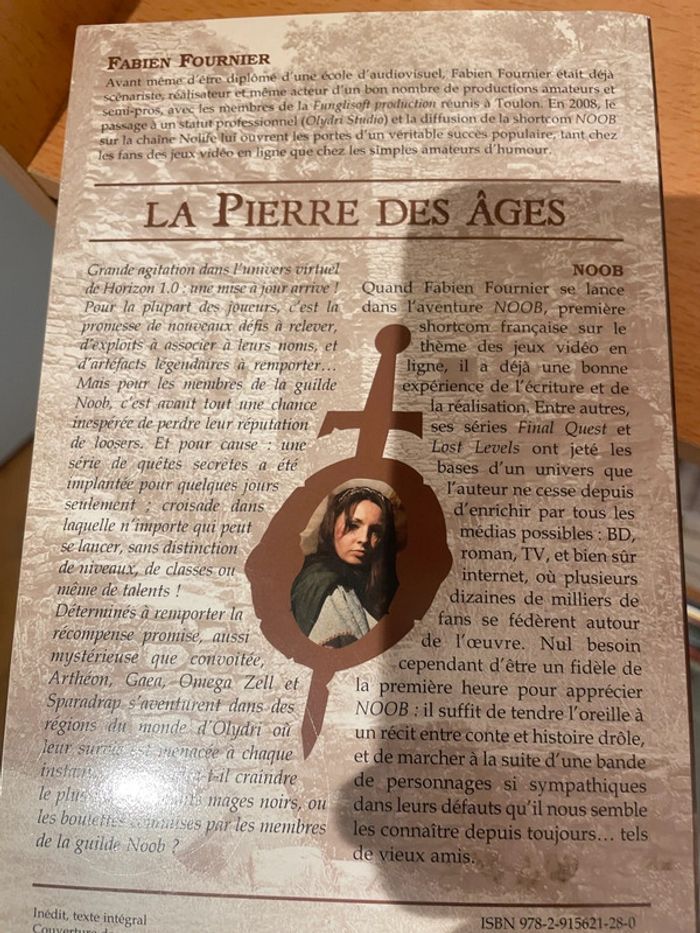 FABIEN FOURNIER
Avant même d'être diplômé d'une école d'audiovisuel, Fabien Fournier était déjà
scénariste, réalisateur et même acteur d'un bon nombre de productions amateurs et
semi-pros, avec les membres de la Funglisoft production réunis à Toulon. En 2008, le
passage à un statut professionnel (Olydri Studio) et la diffusion de la shortcom NOOB
sur la chaîne Nolife lui ouvrent les portes d'un véritable succès populaire, tant chez
les fans des jeux vidéo en ligne que chez les simples amateurs d'humour.
LA PIERRE DES ÂGES
Grande agitation dans l'univers virtuel
de Horizon 1.0 : une mise à jour arrive !
Pour la plupart des joueurs, c'est la
promesse de nouveaux défis à relever,
d'exploits à associer à leurs noms, et
d'artéfacts légendaires à remporter…
Mais pour les membres de la guilde
Noob, c'est avant tout une chance
inespérée de perdre leur réputation
de loosers. Et pour cause : une
série de quêtes secrètes a été
implantée pour quelques jours
seulement ; croisade dans
laquelle n'importe qui peut
se lancer, sans distinction
de niveaux, de classes ou
même de talents !
Déterminés à remporter la
récompense promise, aussi
mystérieuse que convoitée,
Arthéon, Gaea, Omega Zell et
Sparadrap s'aventurent dans des
régions du monde d'Olydri où
leur survie est menacée à chaque
t-il craindre
le plus mages noirs, ou
les boulettes commises par les membres
de la guilde Noob ?
NOOB
Quand Fabien Fournier se lance
dans l'aventure NOOB, première
shortcom française sur le
thème des jeux vidéo en
ligne, il a déjà une bonne
expérience de l'écriture et de
la réalisation. Entre autres,
ses séries Final Quest et
Lost Levels ont jeté les
bases d'un univers que
l'auteur ne cesse depuis
d'enrichir par tous les
médias possibles : BD,
roman, TV, et bien sûr
internet, où plusieurs
dizaines de milliers de
fans se fédèrent autour
de l'œuvre. Nul besoin
cependant d'être un fidèle de
la première heure pour apprécier
NOOB : il suffit de tendre l'oreille à
un récit entre conte et histoire drôle,
et de marcher à la suite d'une bande
de personnages si sympathiques
dans leurs défauts qu'il nous semble
les connaître depuis toujours… tels
de vieux amis.
Inédit, texte intégral
Couverture
ISBN 978-2-915621-28-0